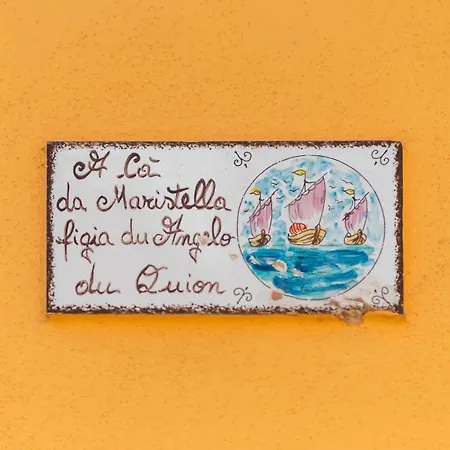 A Cà
da Maristella
figia du Angelo
du Quion